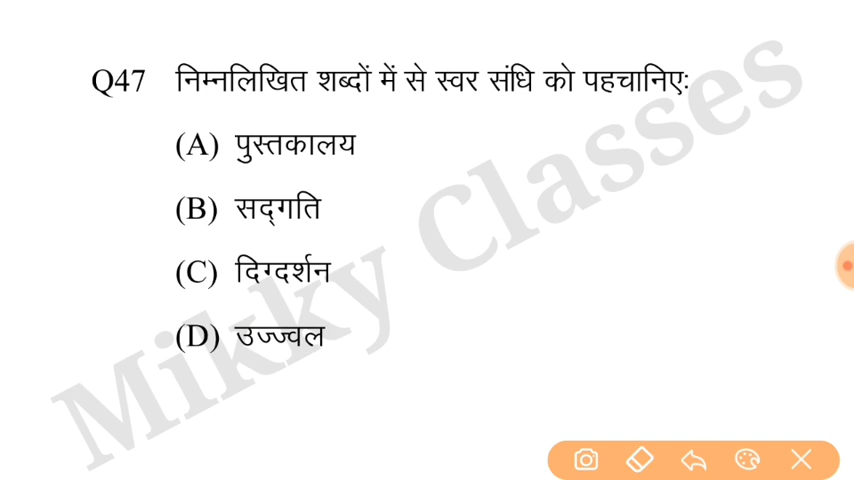 Q47 निम्नलिखित शब्दों में से स्वर संधि को पहचानिएः
(A) पुस्तकालय
(B) सद्‌गति
(C) दिग्दर्शन
(D) उज्ज्वल
Mikky Classes